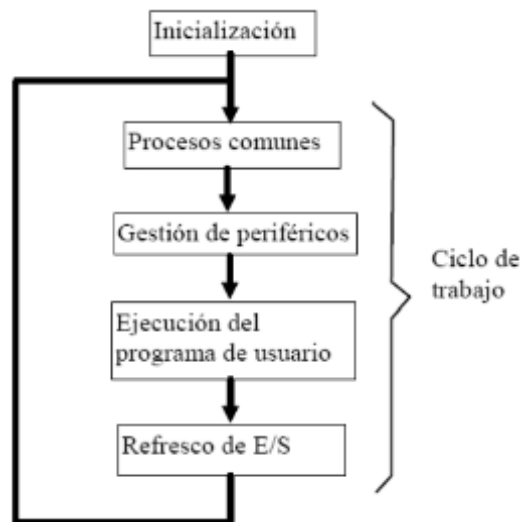 Inicialización
Procesos comunes
Gestión de periféricos
Ejecución del
programa de usuario
Refresco de E/S
Ciclo de
trabajo